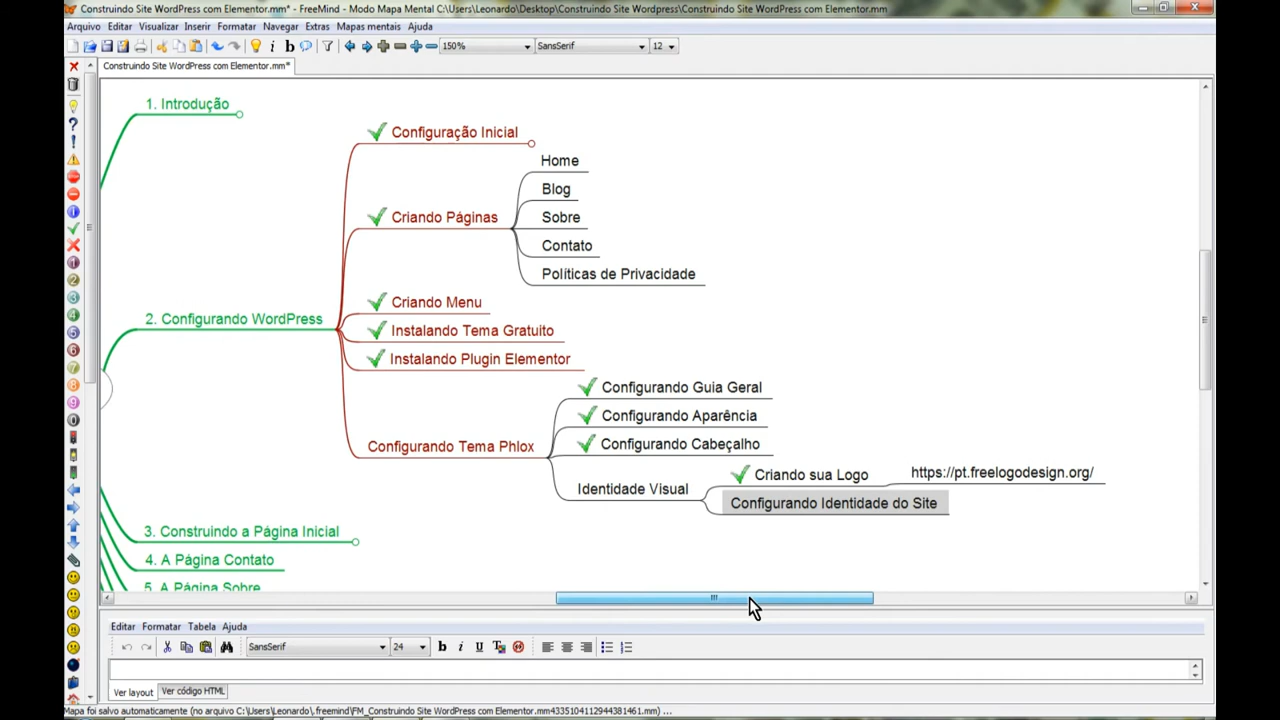 Construindo Site WordPress com Elementor.mm* - FreeMind - Modo Mapa Mental C:\Users\Leonardo\Desktop\Construindo Site Wordpress\Construindo Site WordPress com Elementor.mm
Arquivo Editar Visualizar Inserir Formatar Navegar Extras Mapas mentais Ajuda
150% SansSerif 12
Construindo Site WordPress com Elementor.mm*
1. Introdução
Configuração Inicial
Home
Blog
Criando Páginas
Sobre
Contato
Políticas de Privacidade
Criando Menu
2. Configurando WordPress
Instalando Tema Gratuito
Instalando Plugin Elementor
Configurando Guia Geral
Configurando Aparência
Configurando Tema Phlox
Configurando Cabeçalho
Criando sua Logo
https://pt.freelogodesign.org/
Identidade Visual
Configurando Identidade do Site
3. Construindo a Página Inicial
4. A Página Contato
5. A Página Sobre
Editar Formatar Tabela Ajuda
SansSerif 24
Ver layout Ver código HTML
Mapa foi salvo automaticamente (no arquivo C:\Users\Leonardo\.freemind\FM_Construindo Site WordPress com Elementor.mm4335104112944381461.mm) ...